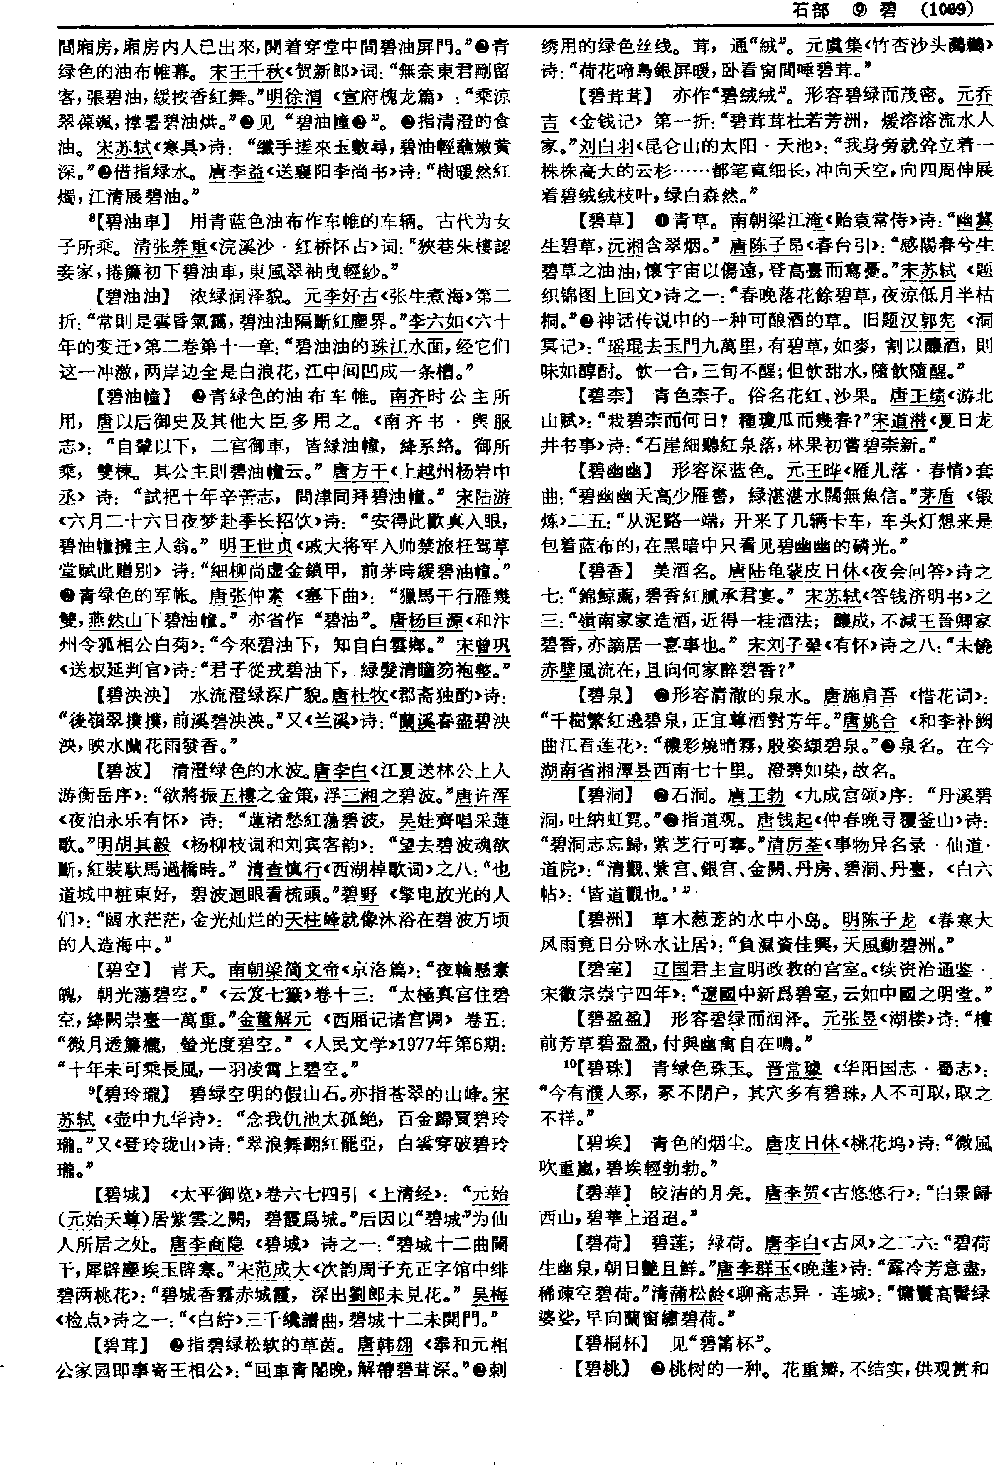 石部 ⑨ 碧 (1069)
間廂房,廂房内人已出來,開着穿堂中間碧油屏門。”❷青
绿色的油布帷幕。宋王千秋《贺新郎》词:“無奈東君剛留
客,張碧油,緩按香紅舞。”明徐渭《宣府槐龙篇》:“乘涼
翠葆颯,撑暑碧油烘。”❸见“碧油幢❷”。❹指清澄的食
油。宋苏轼《寒具》诗:“纖手搓來玉數尋,碧油輕蘸嫩黄
深。”❺借指绿水。唐李益《送襄阳李尚书》诗:“樹暖然紅
燭,江清展碧油。”
⁸【碧油車】 用青蓝色油布作车帷的车辆。古代为女
子所乘。清张养重《浣溪沙·红桥怀古》词:“狹巷朱樓認
妾家,捲簾初下碧油車,東風翠袖曳輕紗。”
【碧油油】 浓绿润泽貌。元李好古《张生煮海》第二
折:“常則是雲昏氣靄,碧油油隔斷紅塵界。”李六如《六十
年的变迁》第二卷第十一章:“碧油油的珠江水面,经它们
这一冲激,两岸边全是白浪花,江中间凹成一条槽。”
【碧油幢】 ❶青绿色的油布车帷。南齐时公主所
用,唐以后御史及其他大臣多用之。《南齐书·舆服
志》:“自輦以下,二宫御車,皆緑油幢,絳系絡。御所
乘,雙棟。其公主則碧油幢云。”唐方干《上越州杨岩中
丞》诗:“試把十年辛苦志,問津同拜碧油幢。”宋陆游
《六月二十六日夜梦赴季长招饮》诗:“安得此歡真入眼,
碧油幢擁主人翁。”明王世贞《戚大将军入帅禁旅枉驾草
堂赋此赠别》诗:“細柳尚虚金鎖甲,前茅時緩碧油幢。”
❷青绿色的军帐。唐张仲素《塞下曲》:“獵馬千行雁幾
雙,燕然山下碧油幢。”亦省作“碧油”。唐杨巨源《和汴
州令狐相公白菊》:“今來碧油下,知自白雲鄉。”宋曾巩
《送叔延判官》诗:“君子從戎碧油下,緑髮清瞳芴袍整。”
【碧泱泱】 水流澄绿深广貌。唐杜牧《郡斋独酌》诗:
“後嶺翠撲撲,前溪碧泱泱。”又《兰溪》诗:“蘭溪春盡碧泱
泱,映水蘭花雨發香。”
【碧波】 清澄绿色的水波。唐李白《江夏送林公上人
游衡岳序》:“欲將振五樓之金策,浮三湘之碧波。”唐许浑
《夜泊永乐有怀》诗:“蓮渚愁紅蕩碧波,吴娃齊唱采蓮
歌。”明胡其毅《杨柳枝词和刘宾客韵》:“望去碧波魂欲
斷,紅裝馱馬過橋時。”清查慎行《西湖棹歌词》之八:“也
道城中粧束好,碧波迴眼看梳頭。”碧野《擎电放光的人
们》:“湖水茫茫,金光灿烂的天柱峰就像沐浴在碧波万顷
的人造海中。”
【碧空】 青天。南朝梁简文帝《京洛篇》:“夜輪懸素
魄,朝光蕩碧空。”《云笈七籤》卷十三:“太極真宫住碧
空,絳闕崇臺一萬重。”金董解元《西厢记诸宫调》卷五:
“微月透簾櫳,螢光度碧空。”《人民文学》1977年第6期:
“十年未可乘長風,一羽凌霄上碧空。”
⁹【碧玲瓏】 碧绿空明的假山石。亦指苍翠的山峰。宋
苏轼《壶中九华诗》:“念我仇池太孤絶,百金歸買碧玲
瓏。”又《登玲珑山》诗:“翠浪舞翻紅罷亞,白雲穿破碧玲
瓏。”
【碧城】 《太平御览》卷六七四引《上清经》:“元始
(元始天尊)居紫雲之闕,碧霞爲城。”后因以“碧城”为仙
人所居之处。唐李商隐《碧城》诗之一:“碧城十二曲闌
干,犀辟塵埃玉辟寒。”宋范成大《次韵周子充正字馆中绯
碧两桃花》:“碧城香霧赤城霞,深出劉郎未見花。”吴梅
《检点》诗之一:“《白紵》三千纔譜曲,碧城十二未開門。”
【碧茸】 ❶指碧绿松软的草茵。唐韩翃《奉和元相
公家园即事寄王相公》:“回車青閣晚,解帶碧茸深。”❷刺
绣用的绿色丝线。茸,通“絨”。元虞集《竹杏沙头鸂鶒》
诗:“荷花啼鳥銀屏暖,卧看窗間唾碧茸。”
【碧茸茸】 亦作“碧绒绒”。形容碧绿而茂密。元乔
吉《金钱记》第一折:“碧茸茸杜若芳洲,煖溶溶流水人
家。”刘白羽《昆仑山的太阳·天池》:“我身旁就耸立着一
株株高大的云杉……都笔直细长,冲向天空,向四周伸展
着碧绒绒枝叶,绿白森然。”
【碧草】 ❶青草。南朝梁江淹《贻袁常侍》诗:“幽冀
生碧草,沅湘含翠烟。”唐陈子昂《春台引》:“感陽春兮生
碧草之油油,懷宇宙以傷遠,登高臺而寫憂。”宋苏轼《题
织锦图上回文》诗之一:“春晚落花餘碧草,夜凉低月半枯
桐。”❷神话传说中的一种可酿酒的草。旧题汉郭宪《洞
冥记》:“瑶琨去玉門九萬里,有碧草,如麥,割以釀酒,則
味如醇酎。飲一合,三旬不醒;但飲甜水,隨飲隨醒。”
【碧柰】 青色柰子。俗名花红、沙果。唐王绩《游北
山赋》:“栽碧柰而何日?種瓊瓜而幾春?”宋道潜《夏日龙
井书事》诗:“石崖細聽紅泉落,林果初嘗碧柰新。”
【碧幽幽】 形容深蓝色。元王晔《雁儿落·春情》套
曲:“碧幽幽天高少雁書,緑湛湛水闊無魚信。”茅盾《锻
炼》二五:“从泥路一端,开来了几辆卡车,车头灯想来是
包着蓝布的,在黑暗中只看见碧幽幽的磷光。”
【碧香】 美酒名。唐陆龟蒙皮日休《夜会问答》诗之
七:“錦鯨薦,碧香紅膩承君宴。”宋苏轼《答钱济明书》之
三:“嶺南家家造酒,近得一桂酒法;釀成,不減王晉卿家
碧香,亦謫居一喜事也。”宋刘子翚《有怀》诗之八:“未饒
赤壁風流在,且向何家醉碧香?”
【碧泉】 ❶形容清澈的泉水。唐施肩吾《惜花词》:
“千樹繁紅遶碧泉,正宜尊酒對芳年。”唐姚合《和李补阙
曲江看莲花》:“穠彩燒晴霧,殷姿纈碧泉。”❷泉名。在今
湖南省湘潭县西南七十里。澄碧如染,故名。
【碧洞】 ❶石洞。唐王勃《九成宫颂》序:“丹溪碧
洞,吐纳虹霓。”❷指道观。唐钱起《仲春晚寻覆釜山》诗:
“碧洞志忘歸,紫芝行可搴。”清厉荃《事物异名录·仙道·
道院》:“清觀、紫宫、銀宫、金闕、丹房、碧洞、丹臺,《白六
帖》:‘皆道觀也。’”
【碧洲】 草木葱茏的水中小岛。明陈子龙《春寒大
风雨竟日分咏水让居》:“負溟資佳興,天風動碧洲。”
【碧室】 辽国君主宣明政教的宫室。《续资治通鉴·
宋徽宗崇宁四年》:“遼國中新爲碧室,云如中國之明堂。”
【碧盈盈】 形容碧绿而润泽。元张昱《湖楼》诗:“樓
前芳草碧盈盈,付與幽禽自在鳴。”
¹⁰【碧珠】 青绿色珠玉。晋常璩《华阳国志·蜀志》:
“今有濮人冢,冢不閉户,其穴多有碧珠,人不可取,取之
不祥。”
【碧埃】 青色的烟尘。唐皮日休《桃花坞》诗:“微風
吹重嵐,碧埃輕勃勃。”
【碧華】 皎洁的月亮。唐李贺《古悠悠行》:“白景歸
西山,碧華上迢迢。”
【碧荷】 碧莲;绿荷。唐李白《古风》之二六:“碧荷
生幽泉,朝日艷且鮮。”唐李群玉《晚莲》诗:“露冷芳意盡,
稀疎空碧荷。”清蒲松龄《聊斋志异·连城》:“慵鬟高髻緑
婆娑,早向蘭窗繡碧荷。”
【碧桐杯】 见“碧筩杯”。
【碧桃】 ❶桃树的一种。花重瓣,不结实,供观赏和